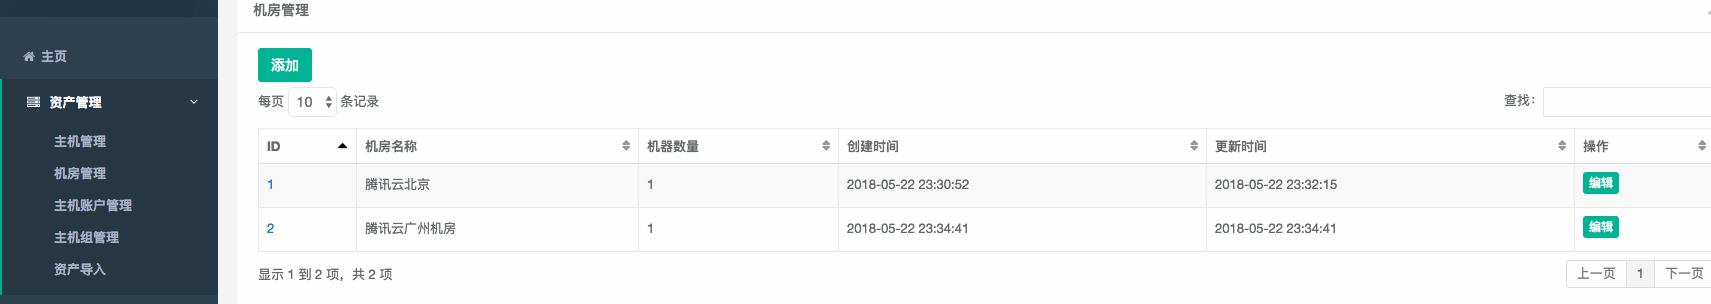 机房管理
主页
资产管理
主机管理
机房管理
主机账户管理
主机组管理
资产导入
添加
每页 10 条记录
查找：
ID 机房名称 机器数量 创建时间 更新时间 操作
1 腾讯云北京 1 2018-05-22 23:30:52 2018-05-22 23:32:15 编辑
2 腾讯云广州机房 1 2018-05-22 23:34:41 2018-05-22 23:34:41 编辑
显示 1 到 2 项，共 2 项
上一页 1 下一页